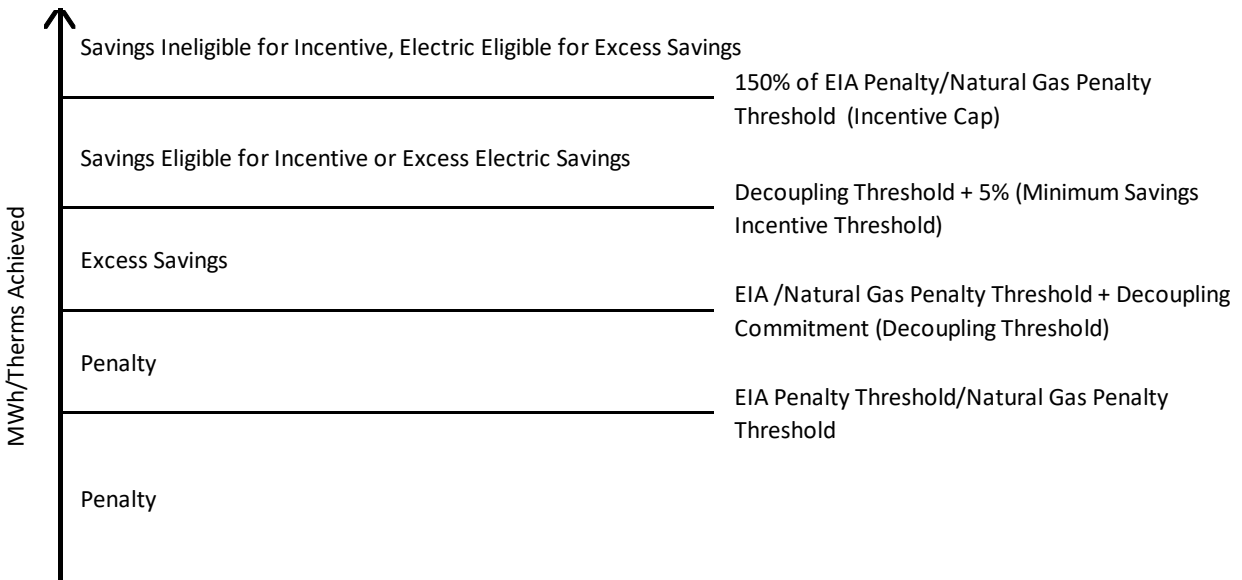 Savings Ineligible for Incentive, Electric Eligible for Excess Savings
150% of EIA Penalty/Natural Gas Penalty
Threshold  (Incentive Cap)
Savings Eligible for Incentive or Excess Electric Savings
Decoupling Threshold + 5% (Minimum Savings
Incentive Threshold)
Excess Savings
EIA /Natural Gas Penalty Threshold + Decoupling
Commitment (Decoupling Threshold)
Penalty
EIA Penalty Threshold/Natural Gas Penalty
Threshold
Penalty
MWh/Therms Achieved